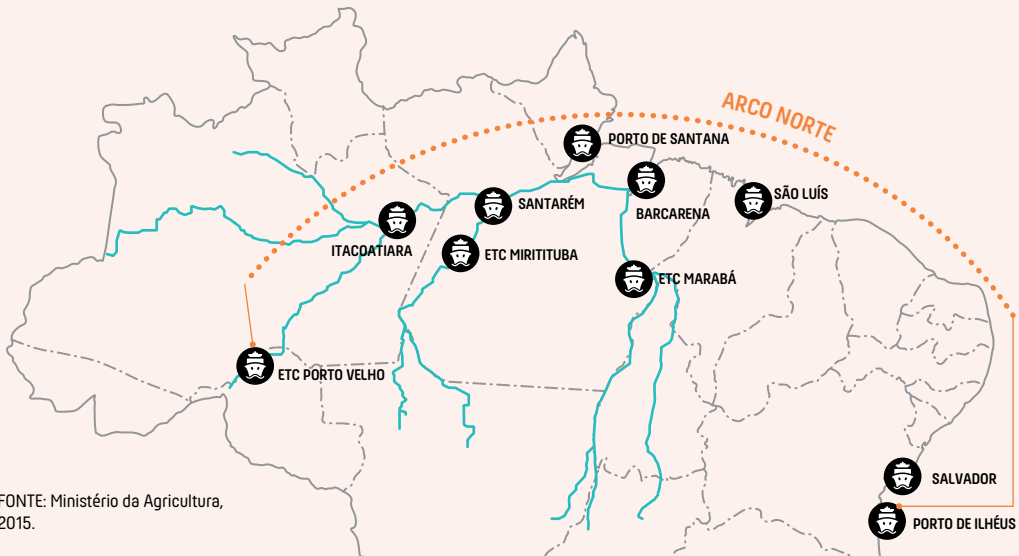 ARCO NORTE
PORTO DE SANTANA
SÃO LUÍS
SANTARÉM
BARCARENA
ITACOATIARA
ETC MIRITITUBA
ETC MARABÁ
ETC PORTO VELHO
SALVADOR
PORTO DE ILHÉUS
FONTE: Ministério da Agricultura,
2015.